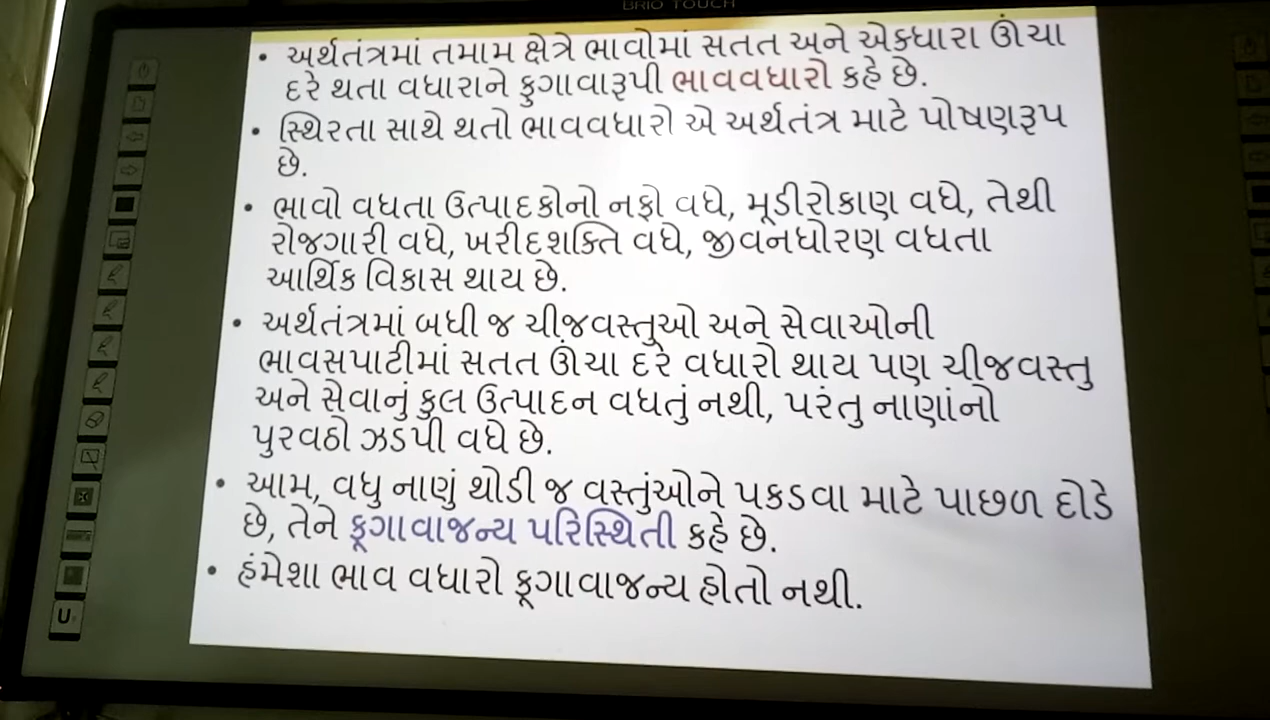 BRIO TOUCH
• અર્થતંત્રમાં તમામ ક્ષેત્રે ભાવોમાં સતત અને એકધારા ઊંચા
દરે થતા વધારાને ફુગાવારૂપી ભાવવધારો કહે છે.
• સ્થિરતા સાથે થતો ભાવવધારો એ અર્થતંત્ર માટે પોષણરૂપ
છે.
• ભાવો વધતા ઉત્પાદકોનો નફો વધે, મૂડીરોકાણ વધે, તેથી
રોજગારી વધે, ખરીદશક્તિ વધે, જીવનધોરણ વધતા
આર્થિક વિકાસ થાય છે.
• અર્થતંત્રમાં બધી જ ચીજવસ્તુઓ અને સેવાઓની
ભાવસપાટીમાં સતત ઊંચા દરે વધારો થાય પણ ચીજવસ્તુ
અને સેવાનું કુલ ઉત્પાદન વધતું નથી, પરંતુ નાણાંનો
પુરવઠો ઝડપી વધે છે.
• આમ, વધુ નાણું થોડી જ વસ્તુંઓને પકડવા માટે પાછળ દોડે
છે, તેને ફૂગાવાજન્ય પરિસ્થિતી કહે છે.
• હંમેશા ભાવ વધારો ફૂગાવાજન્ય હોતો નથી.